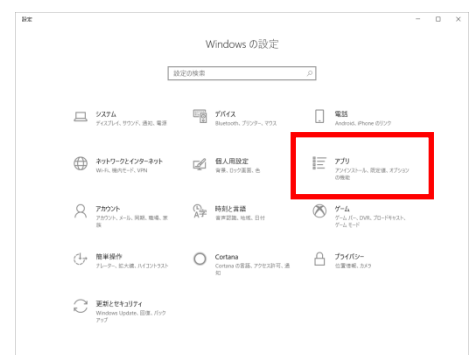 設定
Windows の設定
設定の検索
システム
ディスプレイ、サウンド、通知、電源
デバイス
Bluetooth、プリンター、マウス
電話
Android, iPhone のリンク
ネットワークとインターネット
Wi-Fi、機内モード、VPN
個人用設定
背景、ロック画面、色
アプリ
アンインストール、既定値、オプション
の機能
アカウント
アカウント、メール、同期、職場、家
族
時刻と言語
音声認識、地域、日付
ゲーム
ゲーム バー、DVR、ブロードキャスト、
ゲーム モード
簡単操作
ナレーター、拡大鏡、ハイコントラスト
Cortana
Cortana の言語、アクセス許可、通
知
プライバシー
位置情報、カメラ
更新とセキュリティ
Windows Update、回復、バック
アップ